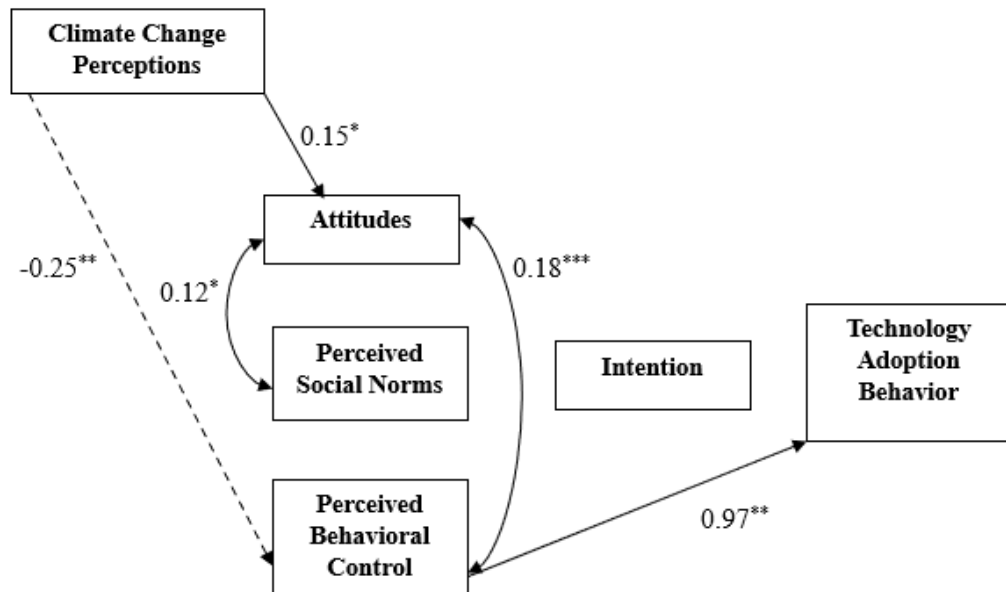 Climate Change
Perceptions
0.15*
Attitudes
-0.25**
0.12*
0.18***
Perceived
Social Norms
Intention
Technology
Adoption
Behavior
Perceived
Behavioral
Control
0.97**